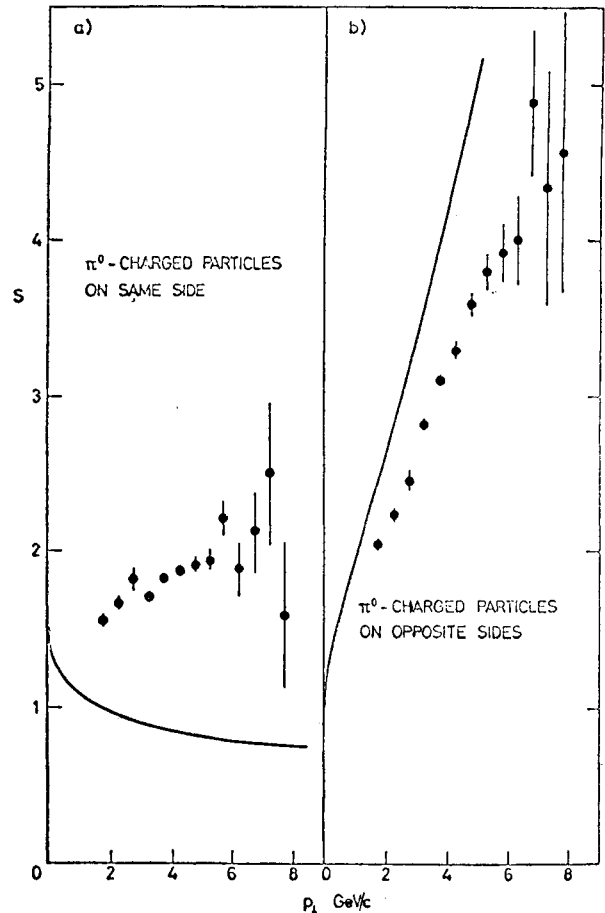 a)
b)
5
4
3
2
1
0
S
π⁰-CHARGED PARTICLES
ON SAME SIDE
π⁰-CHARGED PARTICLES
ON OPPOSITE SIDES
2 4 6 8
0 2 4 6 8
p⊥ GeV/c